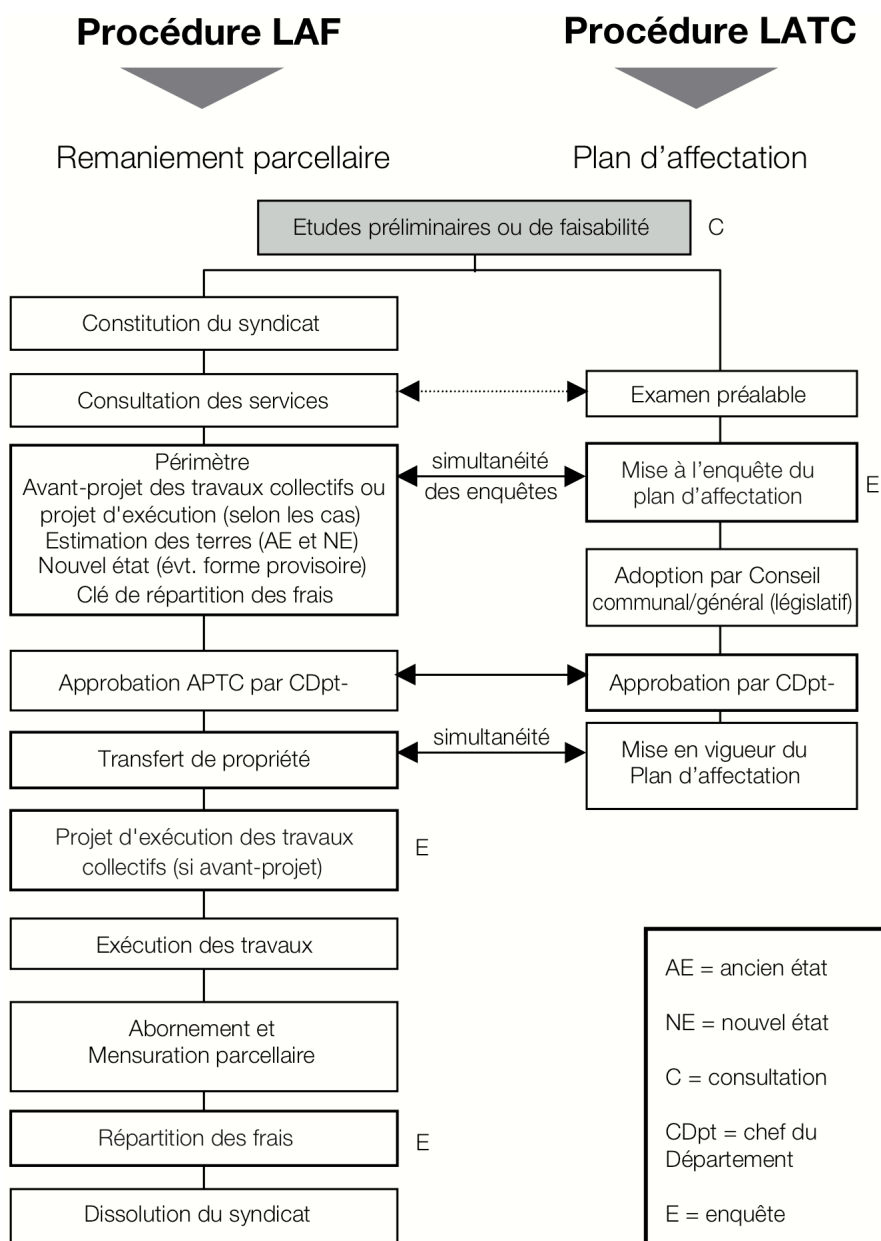 Procédure LAF
Procédure LATC
Remaniement parcellaire
Plan d'affectation
Etudes préliminaires ou de faisabilité
C
Constitution du syndicat
Consultation des services
Examen préalable
Périmètre
Avant-projet des travaux collectifs ou
projet d'exécution (selon les cas)
Estimation des terres (AE et NE)
Nouvel état (évt. forme provisoire)
Clé de répartition des frais
simultanéité
des enquêtes
Mise à l'enquête du
plan d'affectation
E
Adoption par Conseil
communal/général (législatif)
Approbation APTC par CDpt-
Approbation par CDpt-
Transfert de propriété
simultanéité
Mise en vigueur du
Plan d'affectation
Projet d'exécution des travaux
collectifs (si avant-projet)
E
Exécution des travaux
Abornement et
Mensuration parcellaire
Répartition des frais
E
Dissolution du syndicat
AE = ancien état
NE = nouvel état
C = consultation
CDpt = chef du
Département
E = enquête